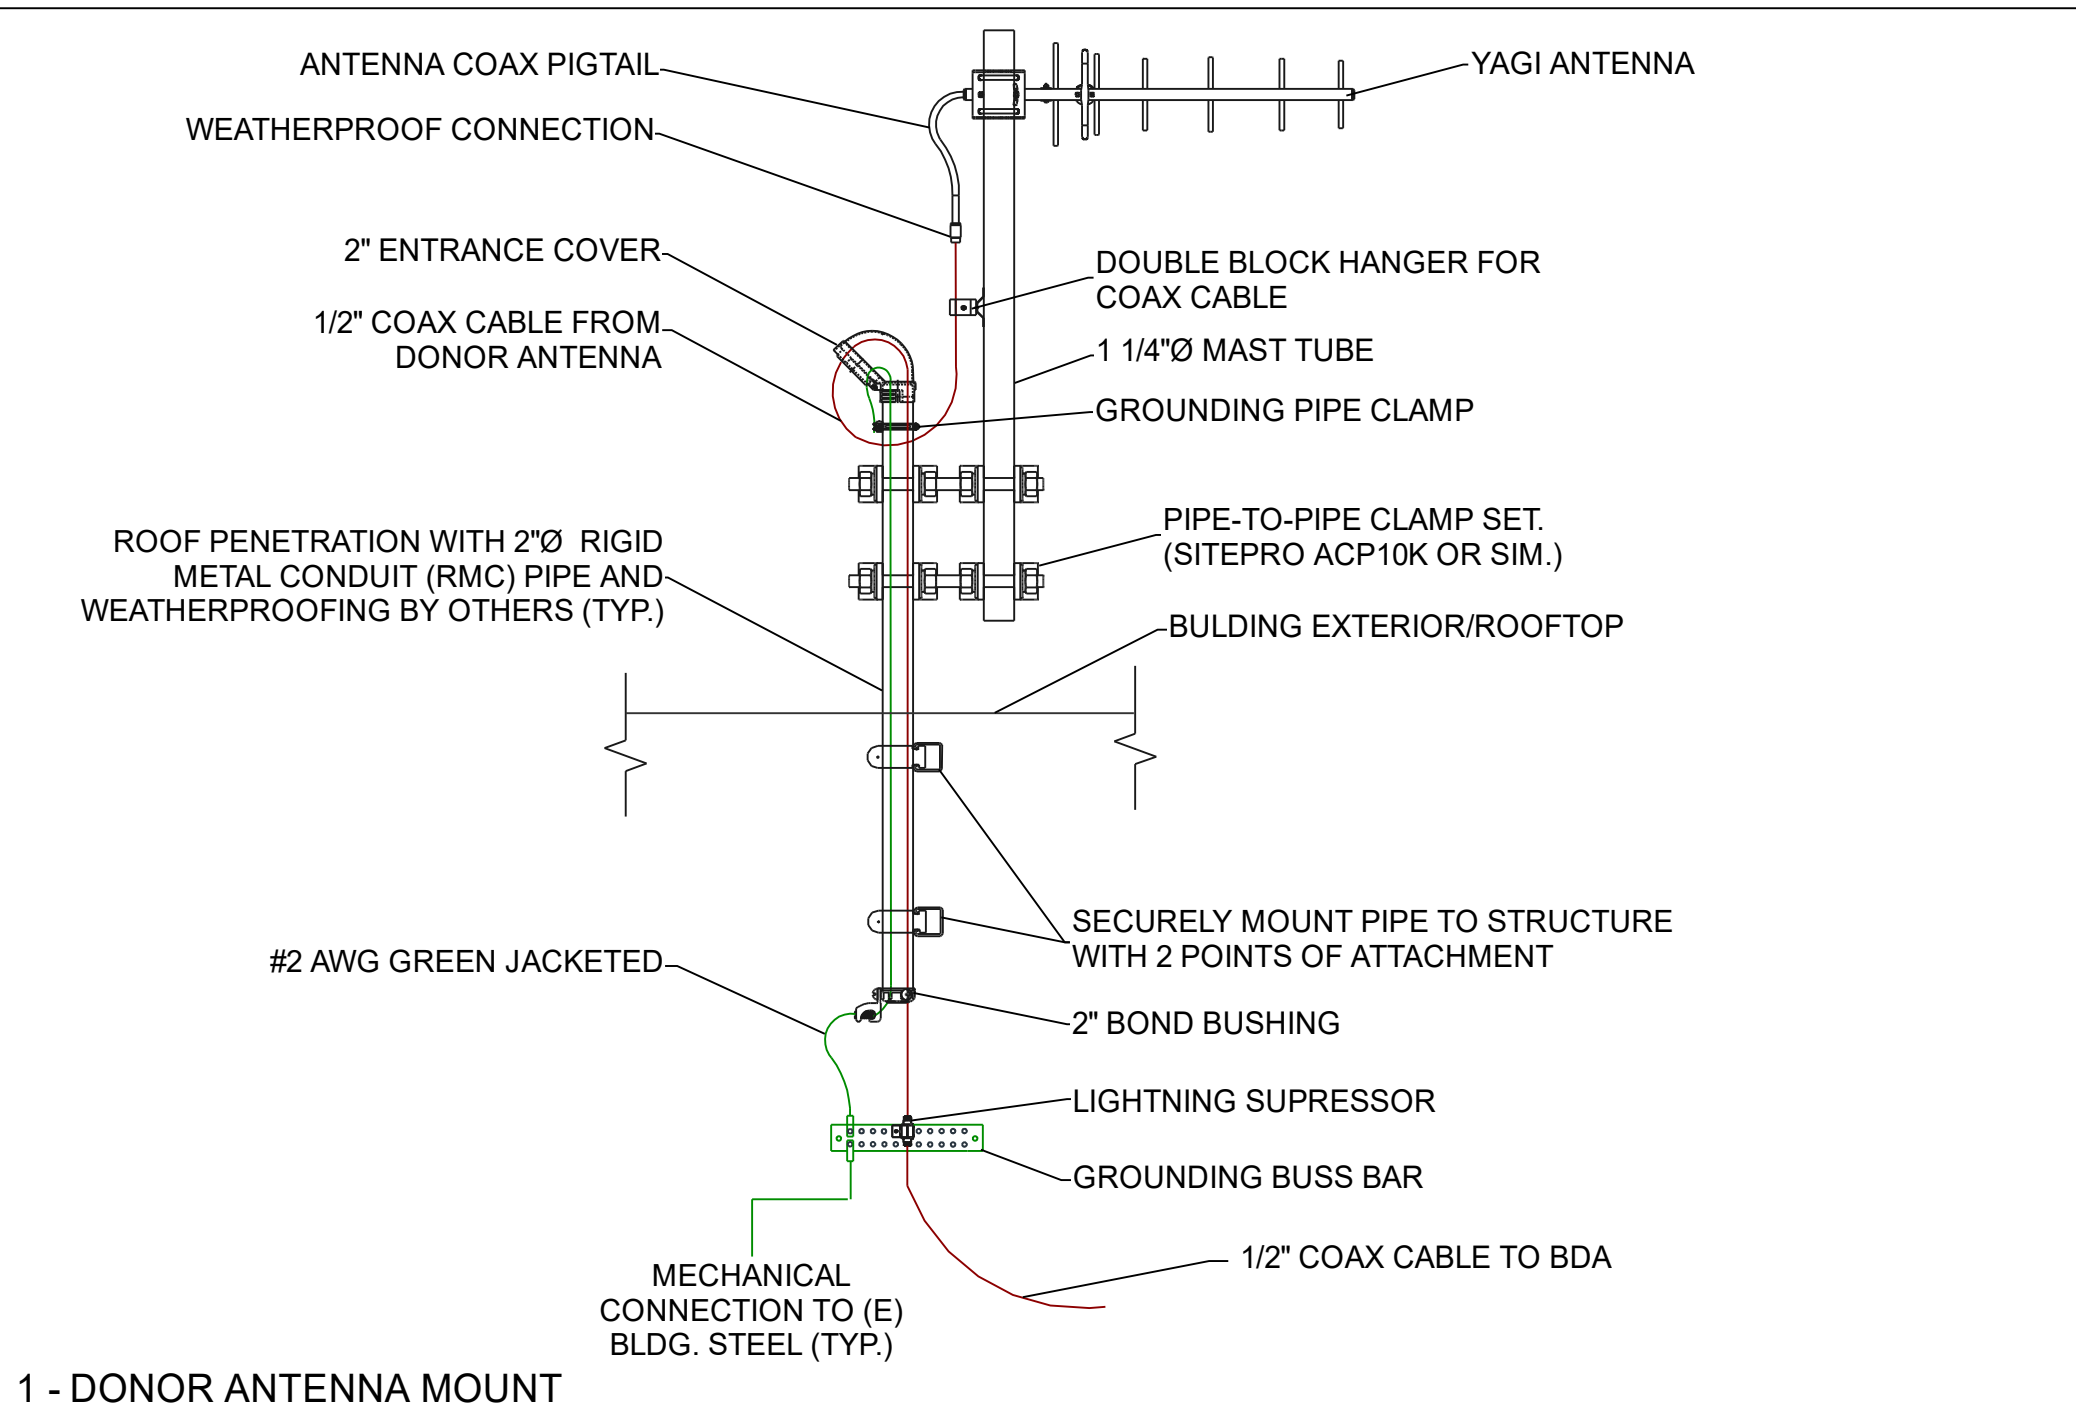 ANTENNA COAX PIGTAIL
YAGI ANTENNA
WEATHERPROOF CONNECTION
2" ENTRANCE COVER
DOUBLE BLOCK HANGER FOR
COAX CABLE
1/2" COAX CABLE FROM
DONOR ANTENNA
1 1/4"Ø MAST TUBE
GROUNDING PIPE CLAMP
ROOF PENETRATION WITH 2"Ø RIGID
METAL CONDUIT (RMC) PIPE AND
WEATHERPROOFING BY OTHERS (TYP.)
PIPE-TO-PIPE CLAMP SET.
(SITEPRO ACP10K OR SIM.)
BULDING EXTERIOR/ROOFTOP
SECURELY MOUNT PIPE TO STRUCTURE
WITH 2 POINTS OF ATTACHMENT
#2 AWG GREEN JACKETED
2" BOND BUSHING
LIGHTNING SUPRESSOR
GROUNDING BUSS BAR
1/2" COAX CABLE TO BDA
MECHANICAL
CONNECTION TO (E)
BLDG. STEEL (TYP.)
1 - DONOR ANTENNA MOUNT